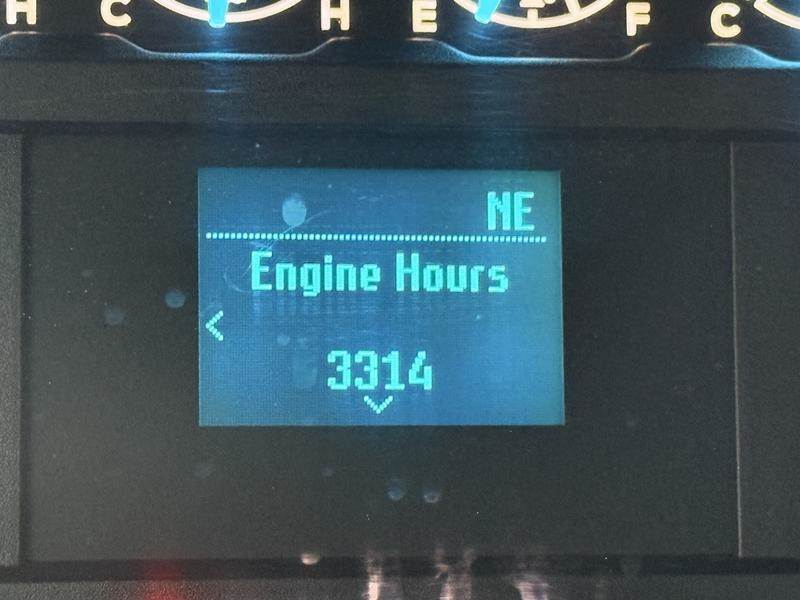 H C H E F C
NE
Engine Hours
3314